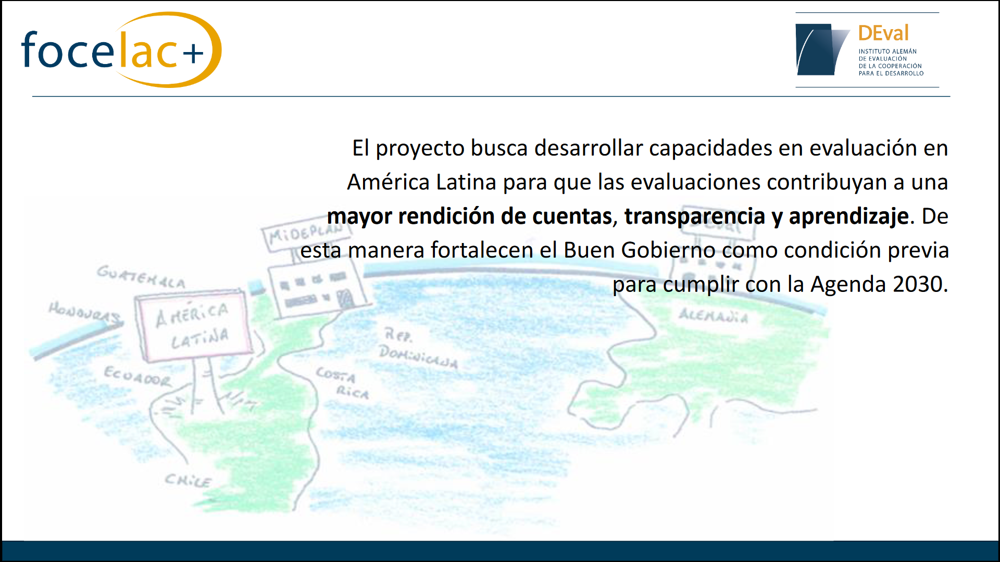 focelac+
DEval
INSTITUTO ALEMÁN
DE EVALUACIÓN
DE LA COOPERACIÓN
PARA EL DESARROLLO
El proyecto busca desarrollar capacidades en evaluación en
América Latina para que las evaluaciones contribuyan a una
mayor rendición de cuentas, transparencia y aprendizaje. De
esta manera fortalecen el Buen Gobierno como condición previa
para cumplir con la Agenda 2030.
MiDEPLAN
DEval
GUATEMALA
HONDURAS
AMÉRiCA
LATiNA
ALEMANiA
REP.
DOMiNiCANA
ECUADOR
COSTA
RiCA
CHiLE